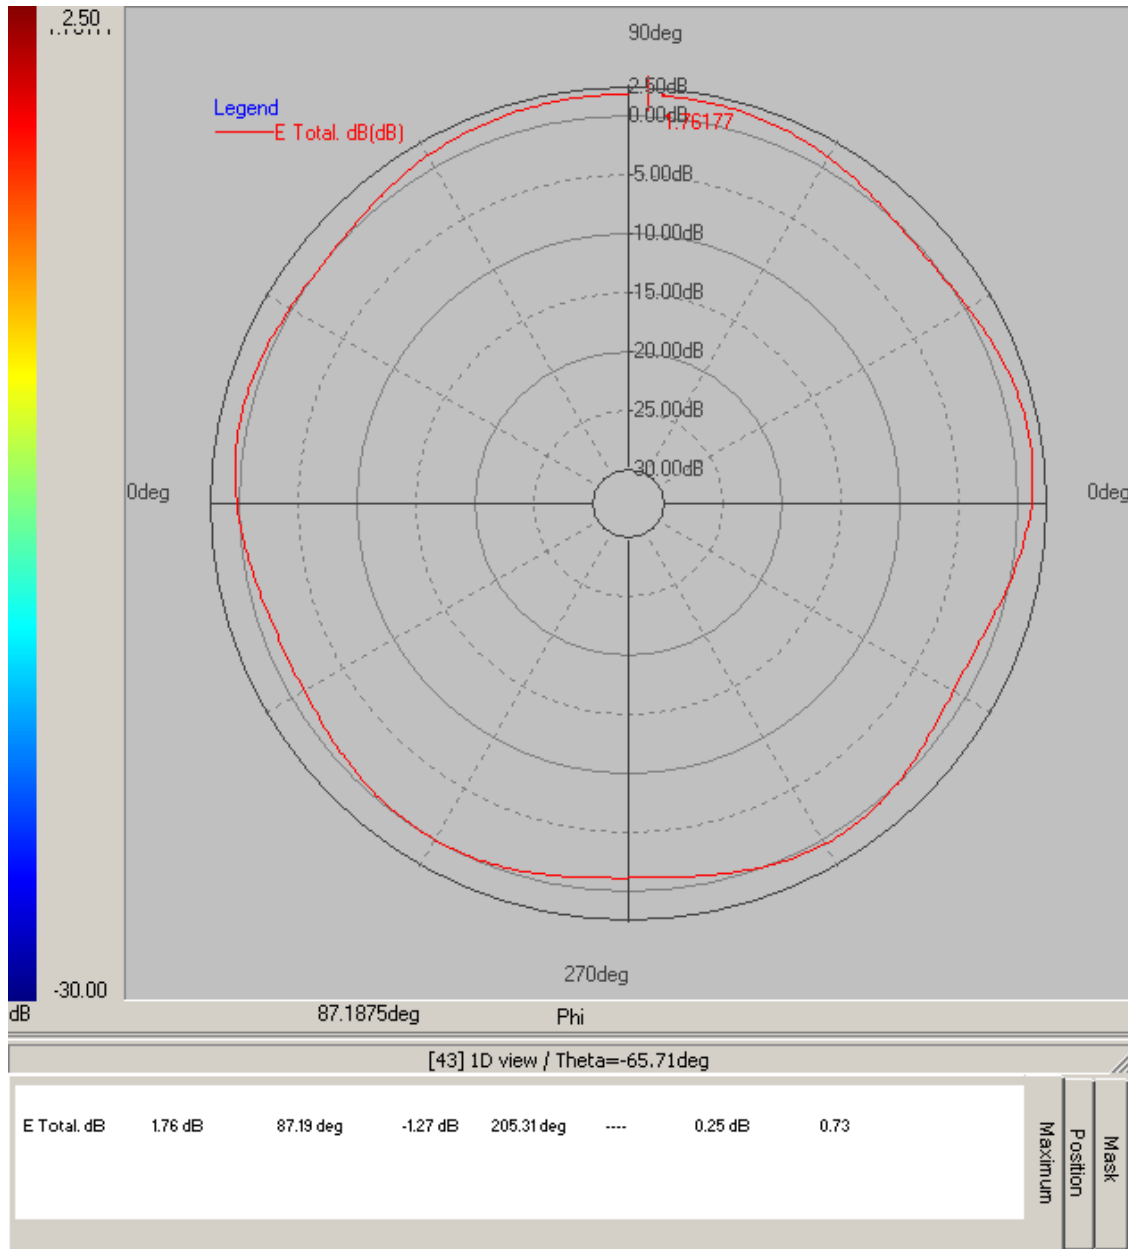 2.50
90deg
2.50dB
Legend
0.00dB
1.76177
E Total. dB(dB)
-5.00dB
-10.00dB
-15.00dB
-20.00dB
-25.00dB
-30.00dB
0deg
0deg
270deg
-30.00
dB
87.1875deg
Phi
[43] 1D view / Theta=-65.71deg
E Total. dB 1.76 dB 87.19 deg -1.27 dB 205.31 deg ---- 0.25 dB 0.73
Maximum
Position
Mask